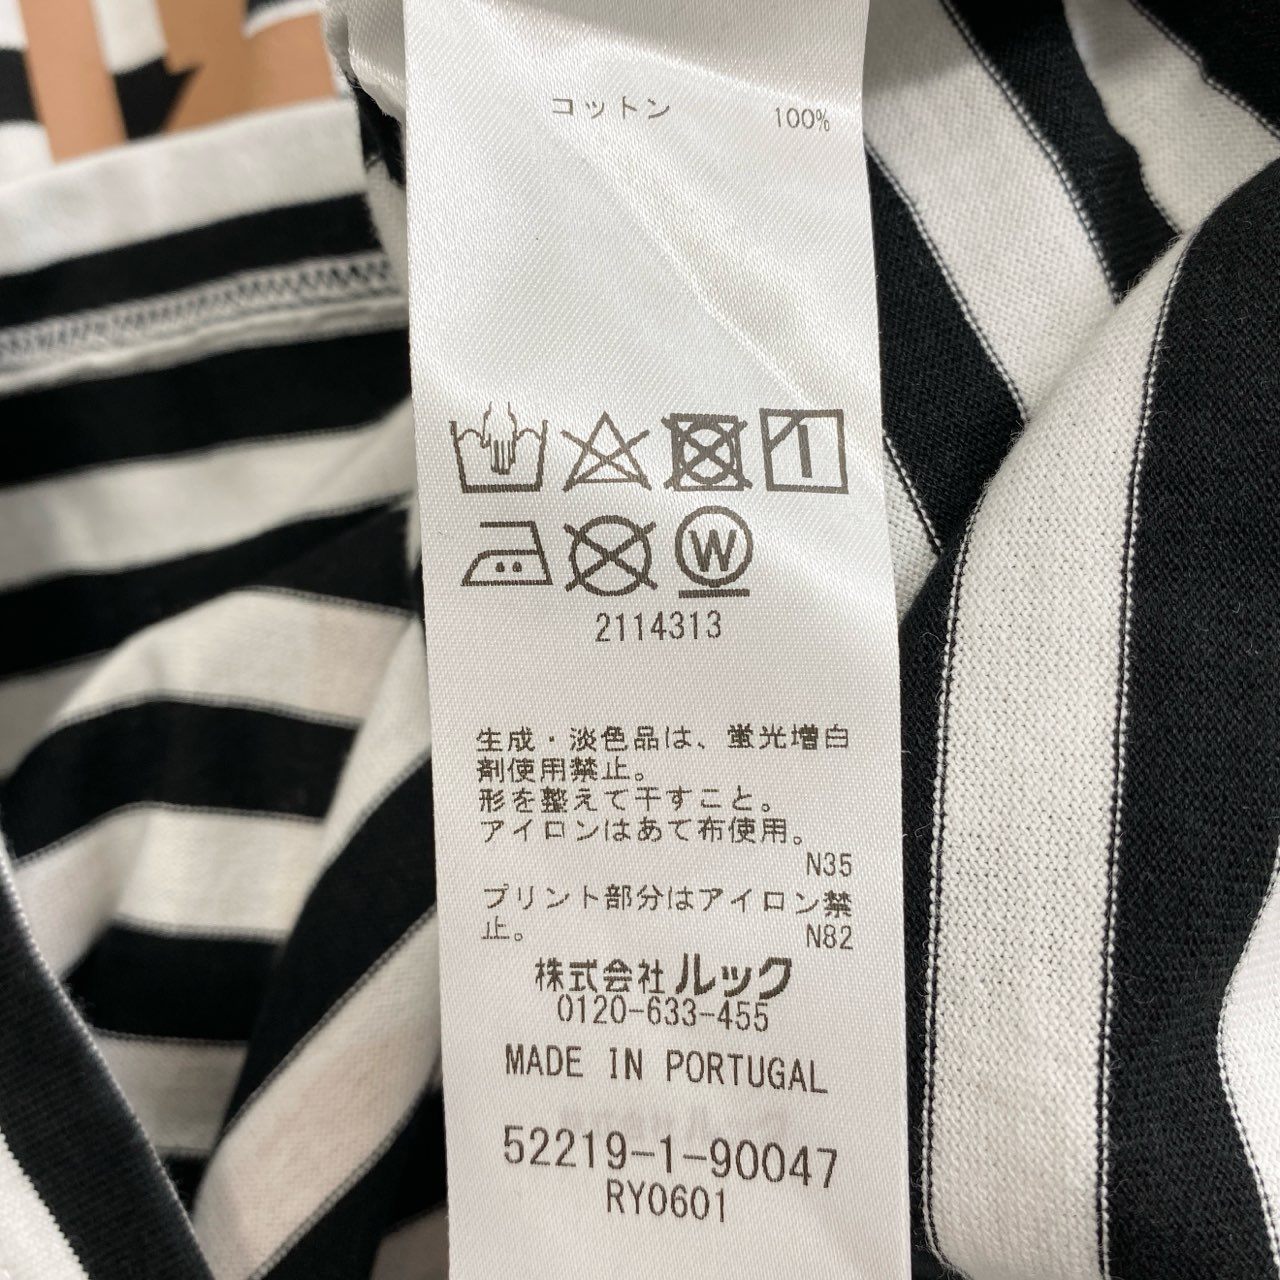 コットン 100%
W
2114313
生成・淡色品は、蛍光増白
剤使用禁止。
形を整えて干すこと。
アイロンはあて布使用。
N35
プリント部分はアイロン禁
止。
N82
株式会社ルック
0120-633-455
MADE IN PORTUGAL
52219-1-90047
RY0601